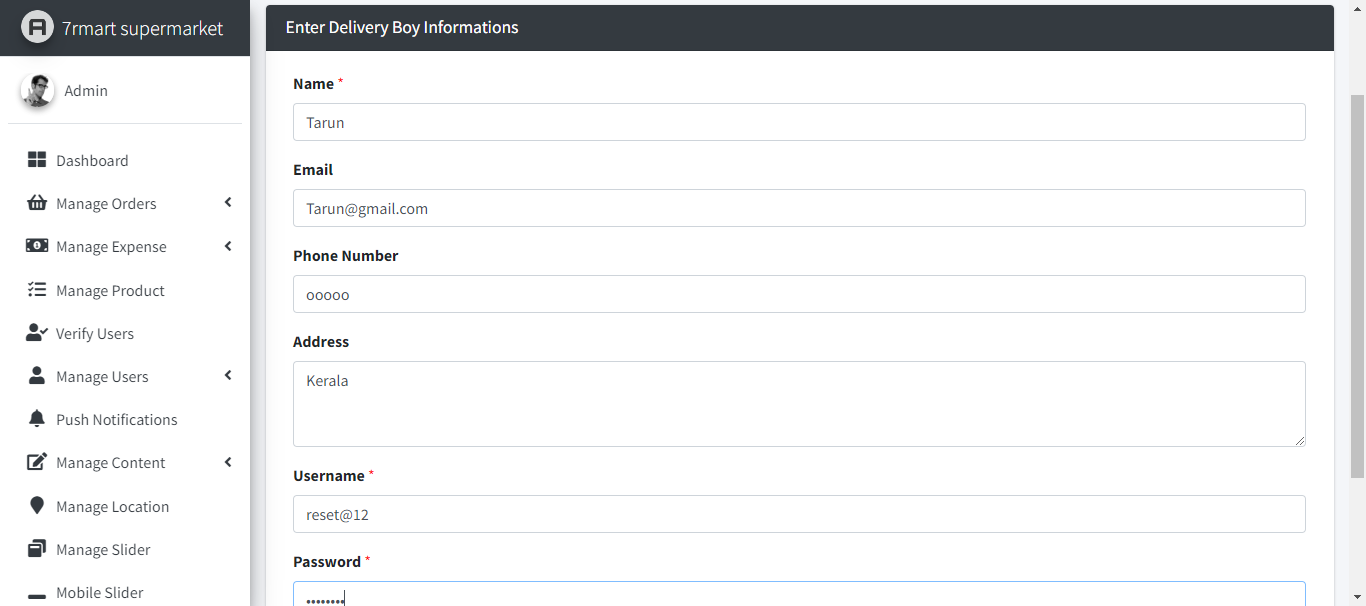 7rmart supermarket
Admin
Dashboard
Manage Orders
Manage Expense
Manage Product
Verify Users
Manage Users
Push Notifications
Manage Content
Manage Location
Manage Slider
Mobile Slider
Enter Delivery Boy Informations
Name *
Tarun
Email
Tarun@gmail.com
Phone Number
ooooo
Address
Kerala
Username *
reset@12
Password *
••••••••